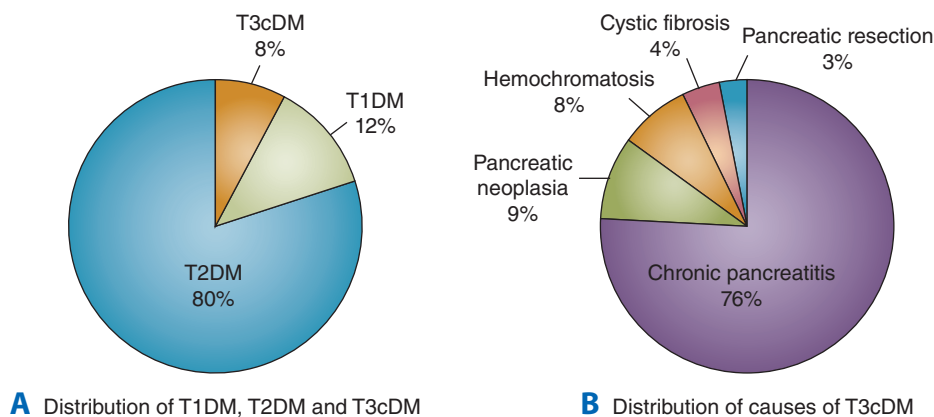 T3cDM
8%
T1DM
12%
T2DM
80%
A Distribution of T1DM, T2DM and T3cDM
Cystic fibrosis
4%
Pancreatic resection
3%
Hemochromatosis
8%
Pancreatic
neoplasia
9%
Chronic pancreatitis
76%
B Distribution of causes of T3cDM